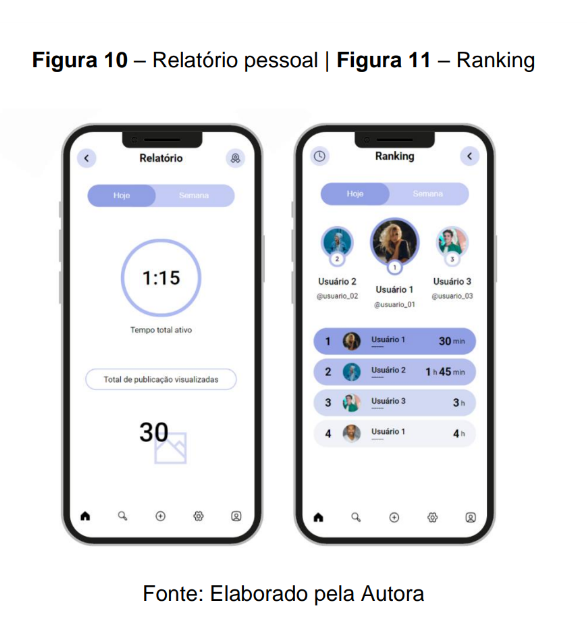 Figura 10 – Relatório pessoal | Figura 11 – Ranking
Relatório
Hoje
Semana
1:15
Tempo total ativo
Total de publicação visualizadas
30
Ranking
Hoje
Semana
2
1
3
Usuário 2
@usuario_02
Usuário 1
@usuario_01
Usuário 3
@usuario_03
1 Usuário 1 30 min
2 Usuário 2 1 h 45 min
3 Usuário 3 3 h
4 Usuário 1 4 h
Fonte: Elaborado pela Autora